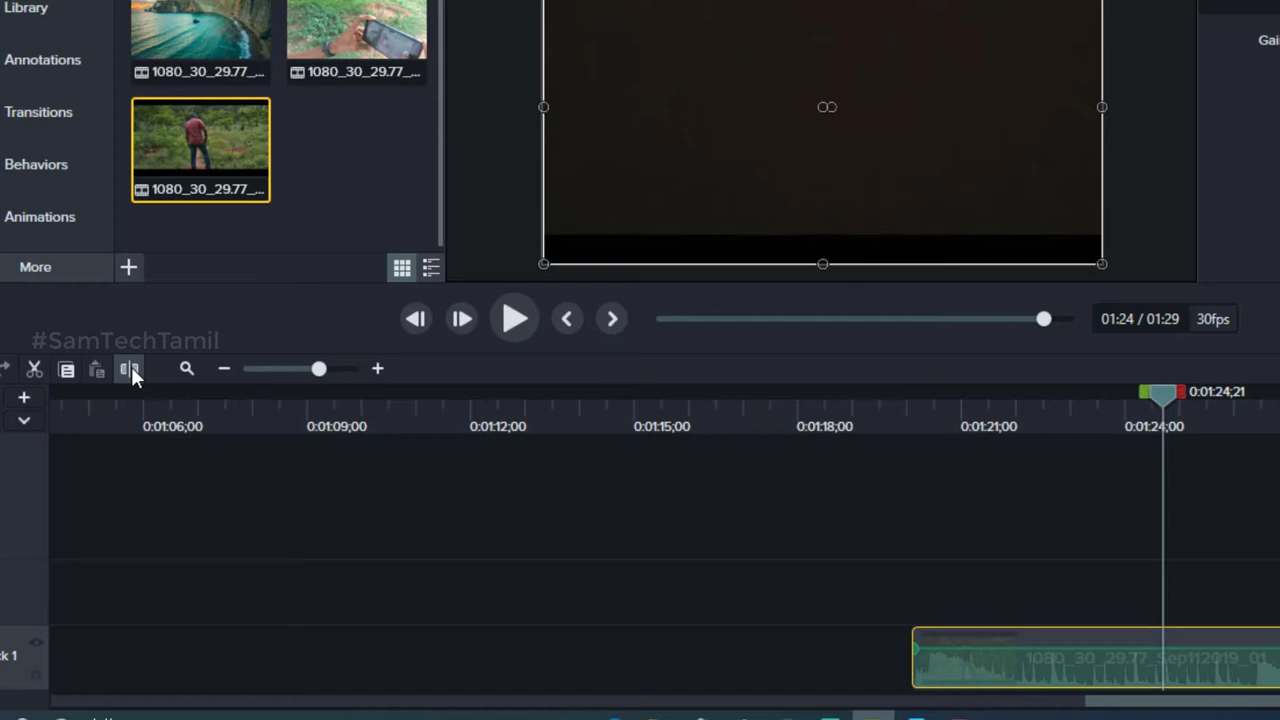 Library
Annotations
Transitions
Behaviors
Animations
More
1080_30_29.77_...
1080_30_29.77_...
1080_30_29.77_...
Gai
01:24 / 01:29
30fps
#SamTechTamil
0:01:24;21
0:01:06;00
0:01:09;00
0:01:12;00
0:01:15;00
0:01:18;00
0:01:21;00
0:01:24;00
ck 1
1080_30_29.77_Sep112019_01